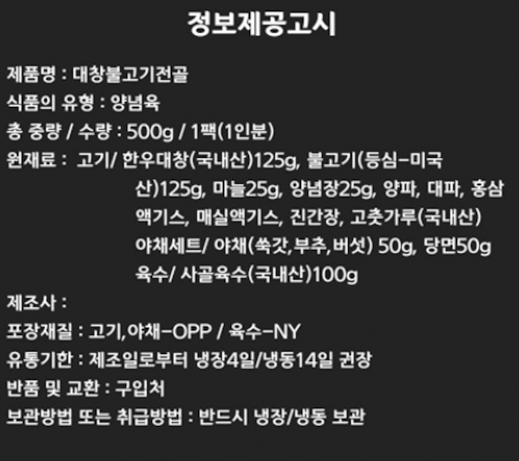 정보제공고시
제품명 : 대창불고기전골
식품의 유형 : 양념육
총 중량 / 수량 : 500g / 1팩(1인분)
원재료 : 고기/ 한우대창(국내산)125g, 불고기(등심-미국
산)125g, 마늘25g, 양념장25g, 양파, 대파, 홍삼
액기스, 매실액기스, 진간장, 고춧가루(국내산)
야채세트/ 야채(쑥갓,부추,버섯) 50g, 당면50g
육수/ 사골육수(국내산)100g
제조사 :
포장재질 : 고기,야채-OPP / 육수-NY
유통기한 : 제조일로부터 냉장4일/냉동14일 권장
반품 및 교환 : 구입처
보관방법 또는 취급방법 : 반드시 냉장/냉동 보관